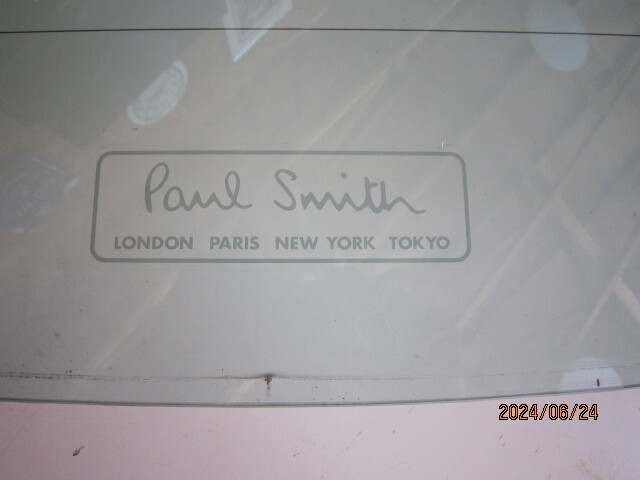 Paul Smith
LONDON PARIS NEW YORK TOKYO
2024/06/24